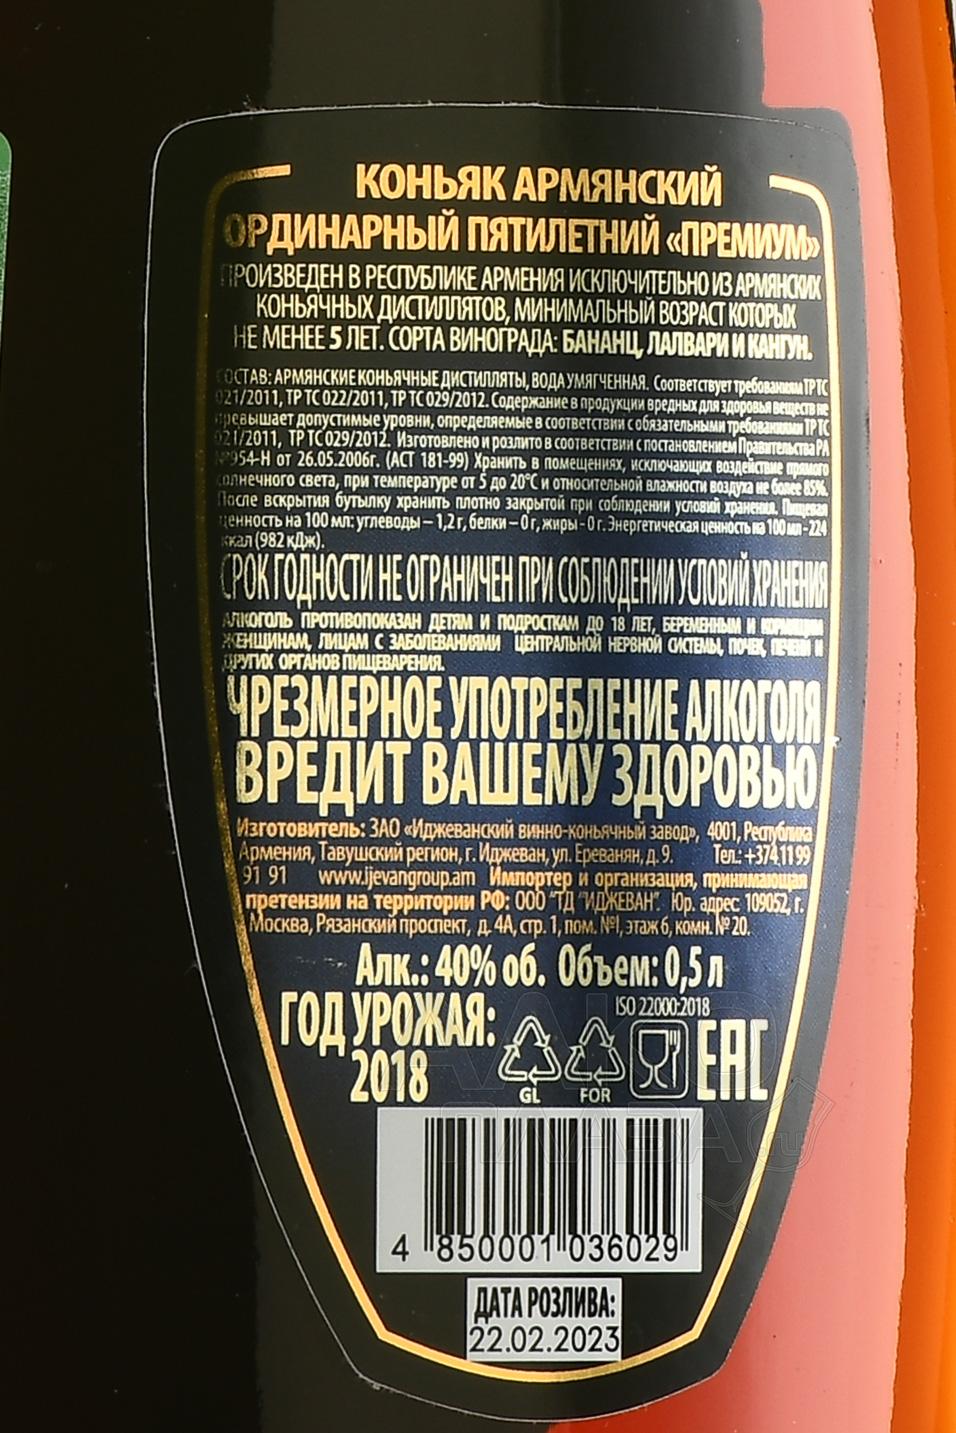 КОНЬЯК АРМЯНСКИЙ
ОРДИНАРНЫЙ ПЯТИЛЕТНИЙ «ПРЕМИУМ»
ПРОИЗВЕДЕН В РЕСПУБЛИКЕ АРМЕНИЯ ИСКЛЮЧИТЕЛЬНО ИЗ АРМЯНСКИХ
КОНЬЯЧНЫХ ДИСТИЛЛЯТОВ, МИНИМАЛЬНЫЙ ВОЗРАСТ КОТОРЫХ
НЕ МЕНЕЕ 5 ЛЕТ. СОРТА ВИНОГРАДА: БАНАНЦ, ЛАЛВАРИ И КАНГУН.
СОСТАВ: АРМЯНСКИЕ КОНЬЯЧНЫЕ ДИСТИЛЛЯТЫ, ВОДА УМЯГЧЕННАЯ. Соответствует требованиям ТР ТС
021/2011, ТР ТС 022/2011, ТР ТС 029/2012. Содержание в продукции вредных для здоровья веществ не
превышает допустимые уровни, определяемые в соответствии с обязательными требованиями ТР ТС
021/2011, ТР ТС 029/2012. Изготовлено и розлито в соответствии с постановлением Правительства РА
№954-Н от 26.05.2006г. (АСТ 181-99) Хранить в помещениях, исключающих воздействие прямого
солнечного света, при температуре от 5 до 20°С и относительной влажности воздуха не более 85%.
После вскрытия бутылку хранить плотно закрытой при соблюдении условий хранения. Пищевая
ценность на 100 мл: углеводы – 1,2 г, белки – 0 г, жиры - 0 г. Энергетическая ценность на 100 мл - 224
ккал (982 кДж).
СРОК ГОДНОСТИ НЕ ОГРАНИЧЕН ПРИ СОБЛЮДЕНИИ УСЛОВИЙ ХРАНЕНИЯ
АЛКОГОЛЬ ПРОТИВОПОКАЗАН ДЕТЯМ И ПОДРОСТКАМ ДО 18 ЛЕТ, БЕРЕМЕННЫМ И КОРМЯЩИМ
ЖЕНЩИНАМ, ЛИЦАМ С ЗАБОЛЕВАНИЯМИ ЦЕНТРАЛЬНОЙ НЕРВНОЙ СИСТЕМЫ, ПОЧЕК, ПЕЧЕНИ И
ДРУГИХ ОРГАНОВ ПИЩЕВАРЕНИЯ.
ЧРЕЗМЕРНОЕ УПОТРЕБЛЕНИЕ АЛКОГОЛЯ
ВРЕДИТ ВАШЕМУ ЗДОРОВЬЮ
Изготовитель: ЗАО «Иджеванский винно-коньячный завод», 4001, Республика
Армения, Тавушский регион, г. Иджеван, ул. Ереванян, д. 9. Тел.: +374 11 99
91 91 www.ijevangroup.am Импортер и организация, принимающая
претензии на территории РФ: ООО "ТД "ИДЖЕВАН". Юр. адрес: 109052, г.
Москва, Рязанский проспект, д. 4А, стр. 1, пом. №I, этаж 6, комн. № 20.
Алк.: 40% об. Объем: 0,5 л
ISO 22000:2018
ГОД УРОЖАЯ:
2018
GL FOR EAC
4 850001 036029
ДАТА РОЗЛИВА:
22.02.2023
АЛКО
ПЛАЗА.ru